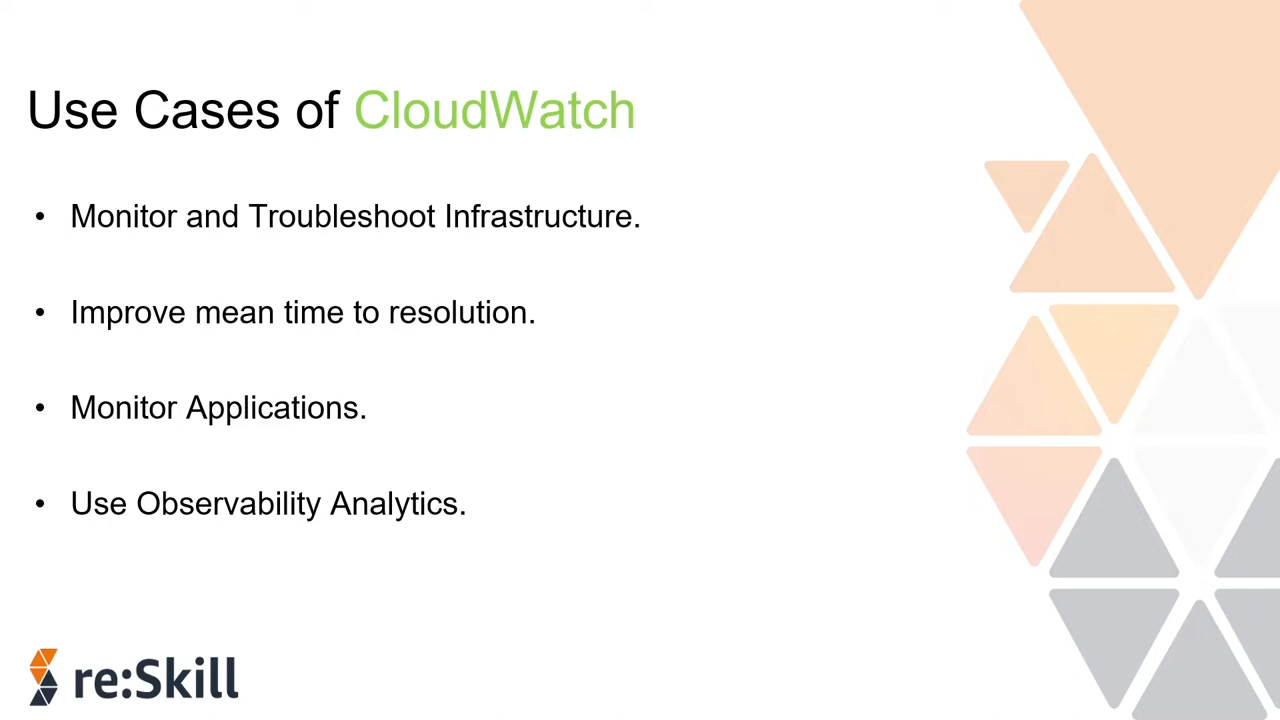 Use Cases of CloudWatch
• Monitor and Troubleshoot Infrastructure.
• Improve mean time to resolution.
• Monitor Applications.
• Use Observability Analytics.
re:Skill